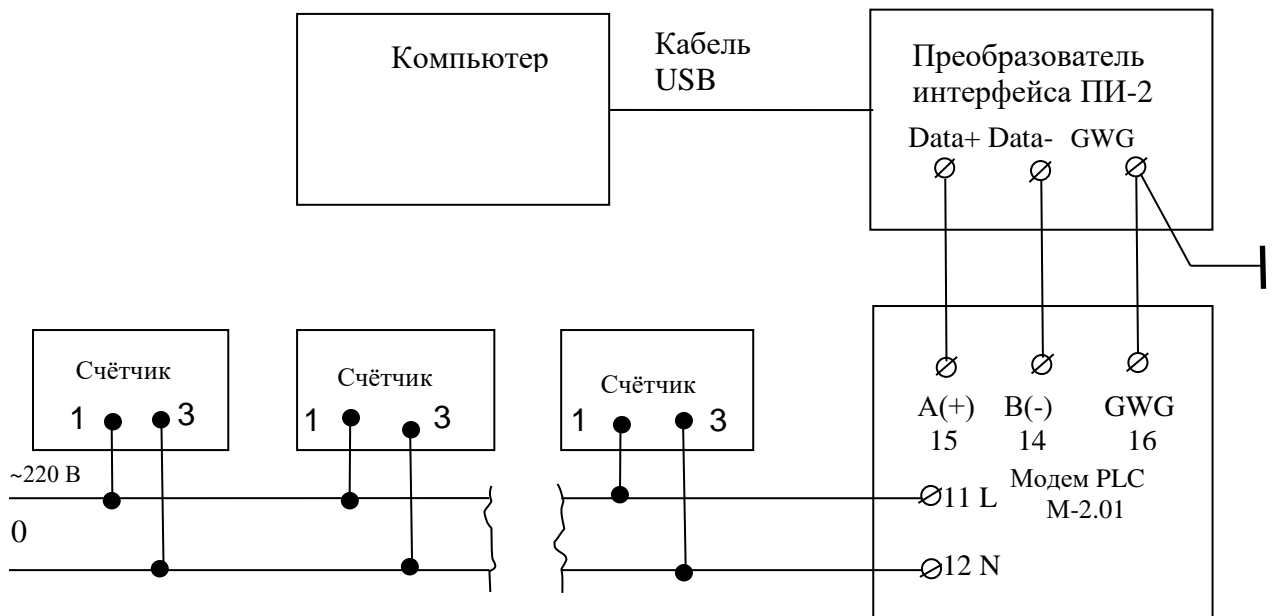 Компьютер
Кабель
USB
Преобразователь
интерфейса ПИ-2
Data+ Data- GWG
Счётчик
1 3
Счётчик
1 3
Счётчик
1 3
A(+) B(-) GWG
15 14 16
~220 В
Модем PLC
М-2.01
11 L
0
12 N